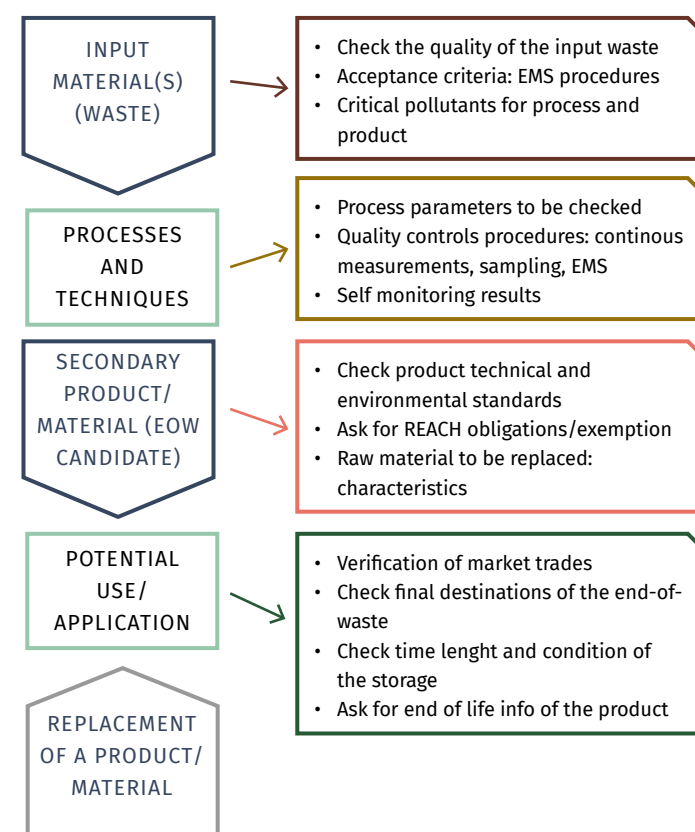 INPUT
MATERIAL(S)
(WASTE)
• Check the quality of the input waste
• Acceptance criteria: EMS procedures
• Critical pollutants for process and
product
PROCESSES
AND
TECHNIQUES
• Process parameters to be checked
• Quality controls procedures: continous
measurements, sampling, EMS
• Self monitoring results
SECONDARY
PRODUCT/
MATERIAL (EOW
CANDIDATE)
• Check product technical and
environmental standards
• Ask for REACH obligations/exemption
• Raw material to be replaced:
characteristics
POTENTIAL
USE/
APPLICATION
• Verification of market trades
• Check final destinations of the end-of-
waste
• Check time lenght and condition of
the storage
• Ask for end of life info of the product
REPLACEMENT
OF A PRODUCT/
MATERIAL